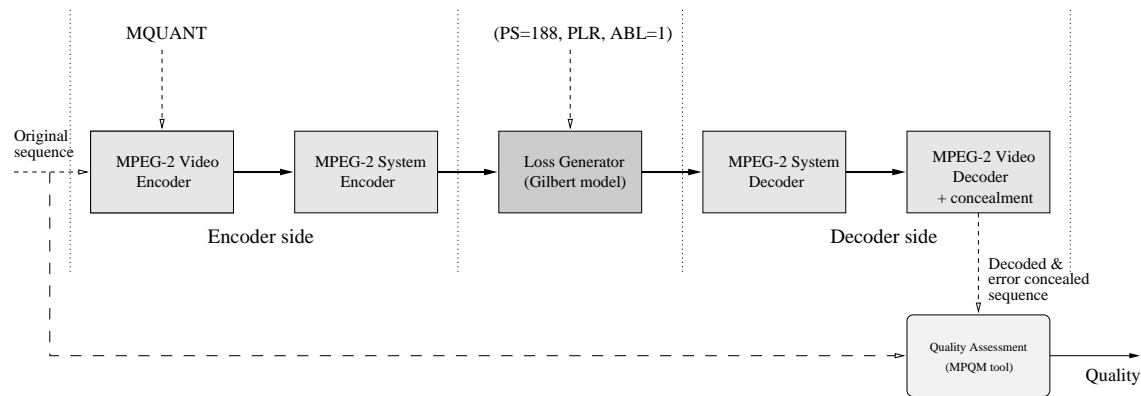 MQUANT
(PS=188, PLR, ABL=1)
Original
sequence
MPEG-2 Video
Encoder
MPEG-2 System
Encoder
Loss Generator
(Gilbert model)
MPEG-2 System
Decoder
MPEG-2 Video
Decoder
+ concealment
Encoder side
Decoder side
Decoded &
error concealed
sequence
Quality Assessment
(MPQM tool)
Quality